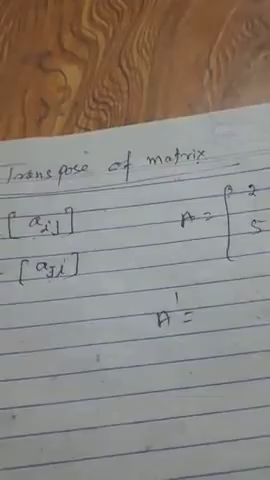 Transpose of matrix
[aij]
A = [2
5
[aji]
A' =